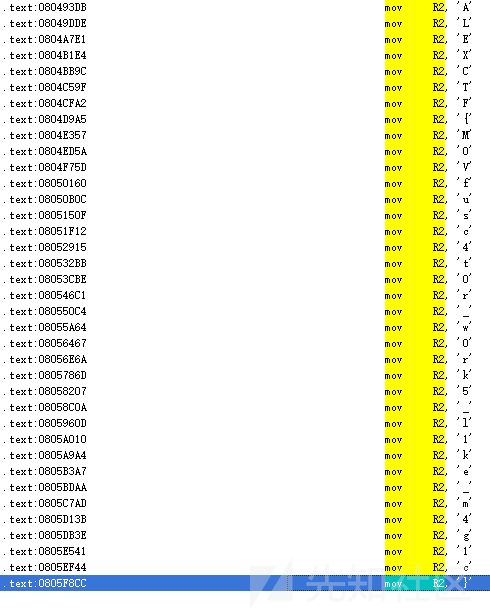 .text:080493DB mov R2, 'A'
.text:08049DDE mov R2, 'L'
.text:0804A7E1 mov R2, 'E'
.text:0804B1E4 mov R2, 'X'
.text:0804BB9C mov R2, 'C'
.text:0804C59F mov R2, 'T'
.text:0804CFA2 mov R2, 'F'
.text:0804D9A5 mov R2, '{'
.text:0804E357 mov R2, 'M'
.text:0804ED5A mov R2, '0'
.text:0804F75D mov R2, 'V'
.text:08050160 mov R2, 'f'
.text:08050B0C mov R2, 'u'
.text:0805150F mov R2, 's'
.text:08051F12 mov R2, 'c'
.text:08052915 mov R2, '4'
.text:080532BB mov R2, 't'
.text:08053CBE mov R2, '0'
.text:080546C1 mov R2, 'r'
.text:080550C4 mov R2, '_'
.text:08055A64 mov R2, 'w'
.text:08056467 mov R2, '0'
.text:08056E6A mov R2, 'r'
.text:0805786D mov R2, 'k'
.text:08058207 mov R2, '5'
.text:08058C0A mov R2, '_'
.text:0805960D mov R2, 'l'
.text:0805A010 mov R2, '1'
.text:0805A9A4 mov R2, 'k'
.text:0805B3A7 mov R2, 'e'
.text:0805BDAA mov R2, '_'
.text:0805C7AD mov R2, 'm'
.text:0805D13B mov R2, '4'
.text:0805DB3E mov R2, 'g'
.text:0805E541 mov R2, '1'
.text:0805EF44 mov R2, 'c'
.text:0805F8CC mov R2, '}'
先知社区